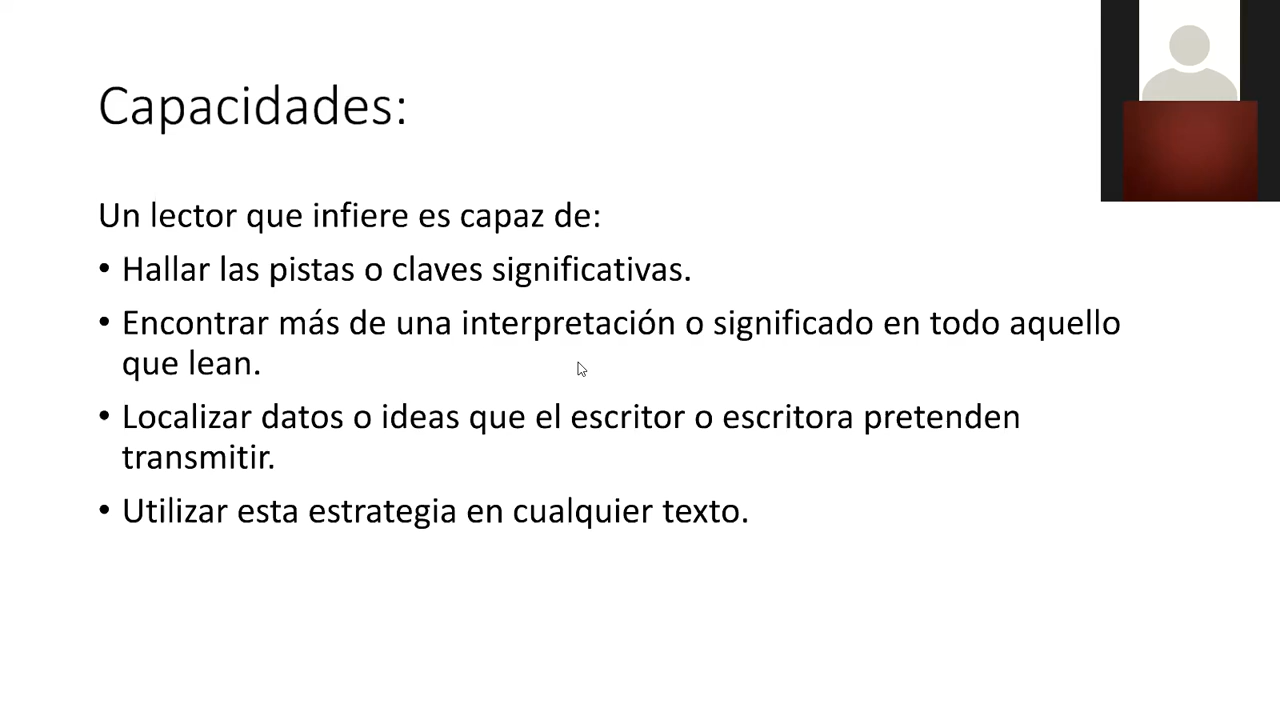 Capacidades:
Un lector que infiere es capaz de:
• Hallar las pistas o claves significativas.
• Encontrar más de una interpretación o significado en todo aquello
que lean.
• Localizar datos o ideas que el escritor o escritora pretenden
transmitir.
• Utilizar esta estrategia en cualquier texto.